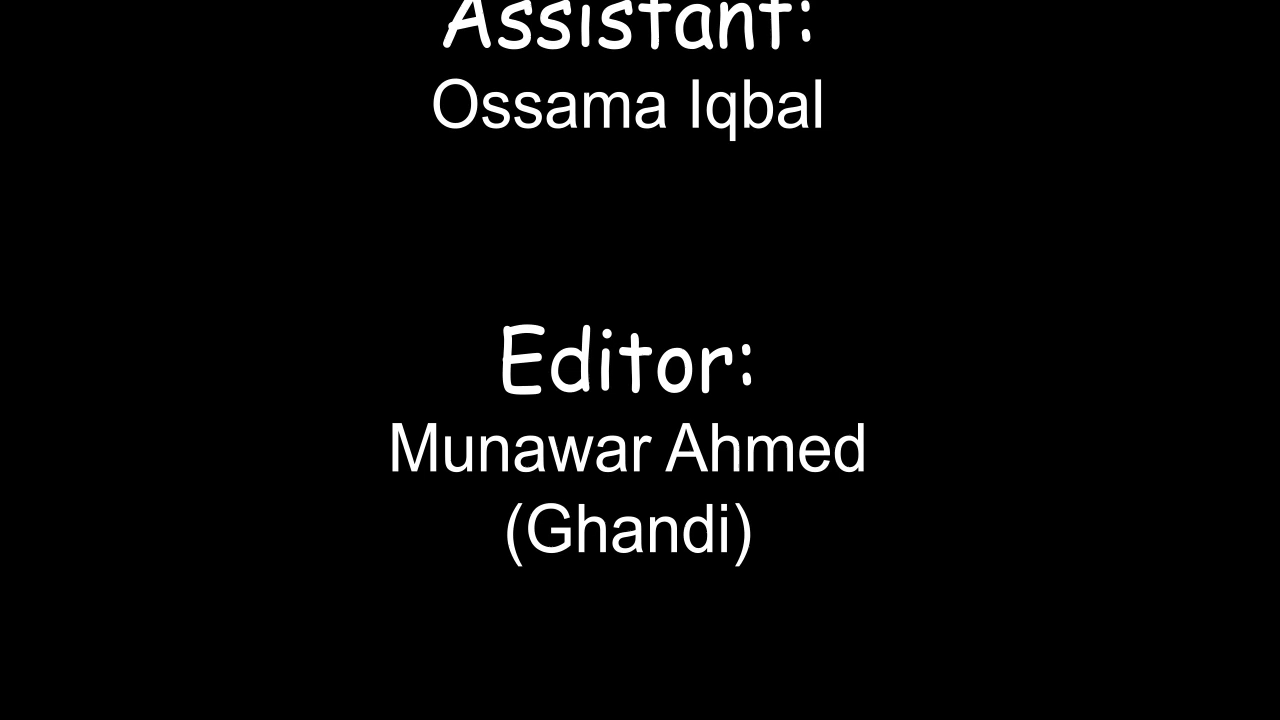 Assistant:
Ossama Iqbal
Editor:
Munawar Ahmed
(Ghandi)